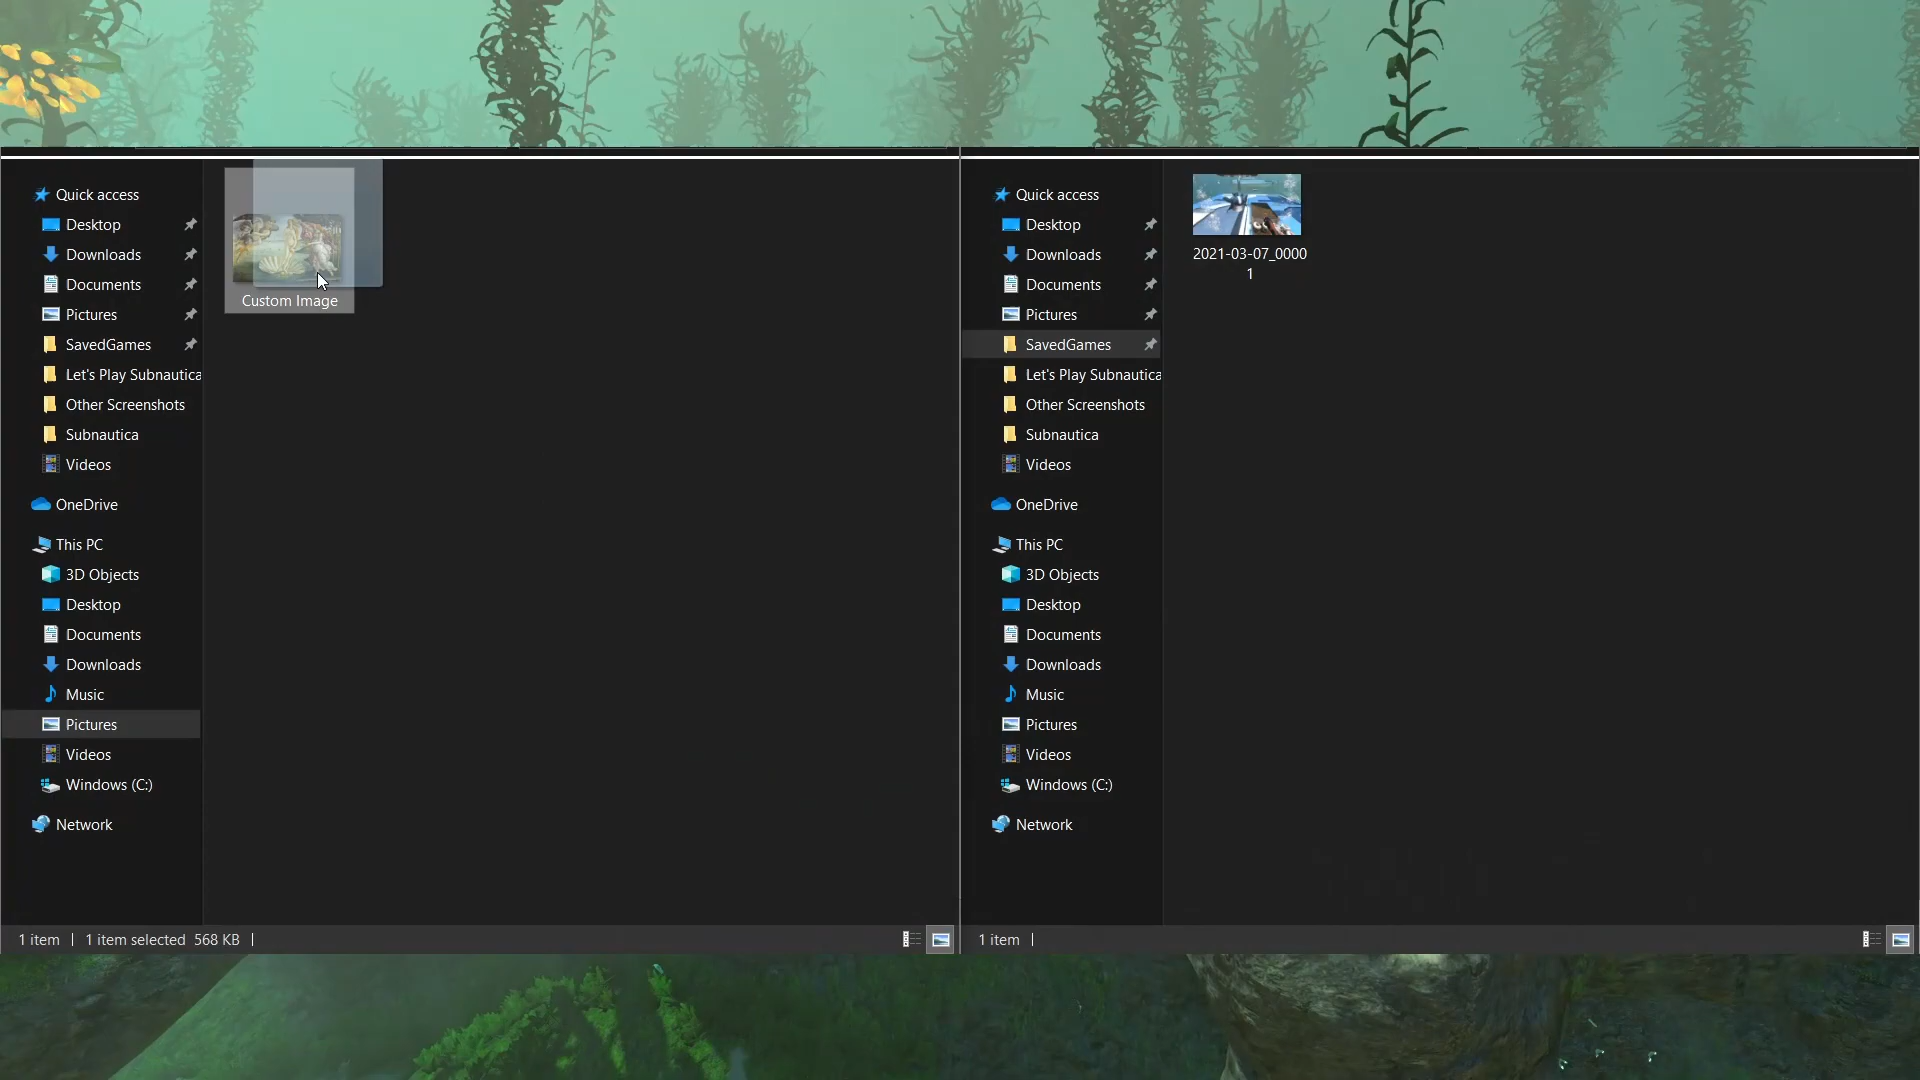 Quick access
Desktop
Downloads
Documents
Pictures
SavedGames
Let's Play Subnautica
Other Screenshots
Subnautica
Videos
OneDrive
This PC
3D Objects
Desktop
Documents
Downloads
Music
Pictures
Videos
Windows (C:)
Network
Custom Image
1 item | 1 item selected 568 KB |
Quick access
Desktop
Downloads
Documents
Pictures
SavedGames
Let's Play Subnautica
Other Screenshots
Subnautica
Videos
OneDrive
This PC
3D Objects
Desktop
Documents
Downloads
Music
Pictures
Videos
Windows (C:)
Network
2021-03-07_0000
1
1 item |